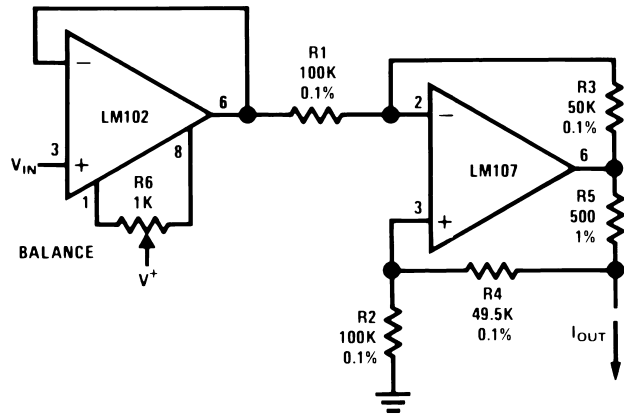 R1
100K
0.1%
R3
50K
0.1%
−
LM102
6
2
−
LM107
6
3
+
VIN
8
1
R6
1K
R5
500
1%
3
+
BALANCE
V+
R4
49.5K
0.1%
R2
100K
0.1%
IOUT